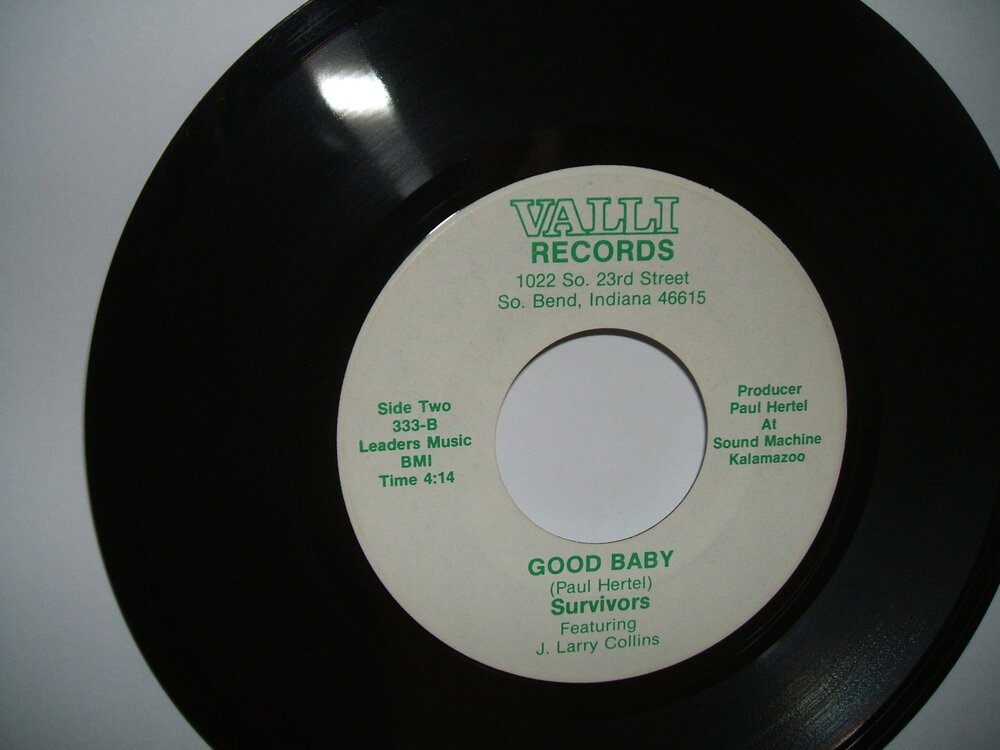 VALLI
RECORDS
1022 So. 23rd Street
So. Bend, Indiana 46615
Side Two
333-B
Leaders Music
BMI
Time 4:14
Producer
Paul Hertel
At
Sound Machine
Kalamazoo
GOOD BABY
(Paul Hertel)
Survivors
Featuring
J. Larry Collins